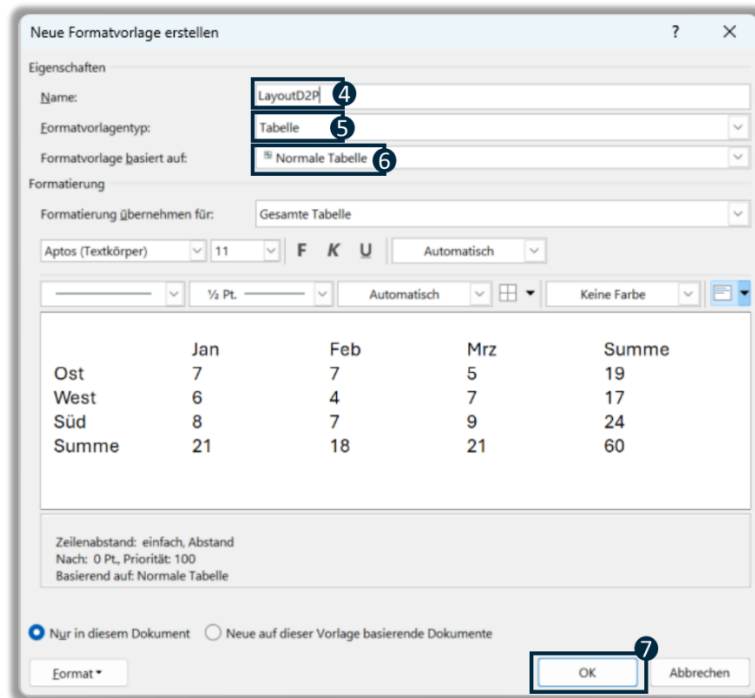 Neue Formatvorlage erstellen ? ×
Eigenschaften
Name: LayoutD2P 4
Formatvorlagentyp: Tabelle 5
Formatvorlage basiert auf: Normale Tabelle 6
Formatierung
Formatierung übernehmen für: Gesamte Tabelle
Aptos (Textkörper) 11 F K U Automatisch
½ Pt. Automatisch Keine Farbe
Jan Feb Mrz Summe
Ost 7 7 5 19
West 6 4 7 17
Süd 8 7 9 24
Summe 21 18 21 60
Zeilenabstand: einfach, Abstand
Nach: 0 Pt., Priorität: 100
Basierend auf: Normale Tabelle
Nur in diesem Dokument Neue auf dieser Vorlage basierende Dokumente
7
Format OK Abbrechen